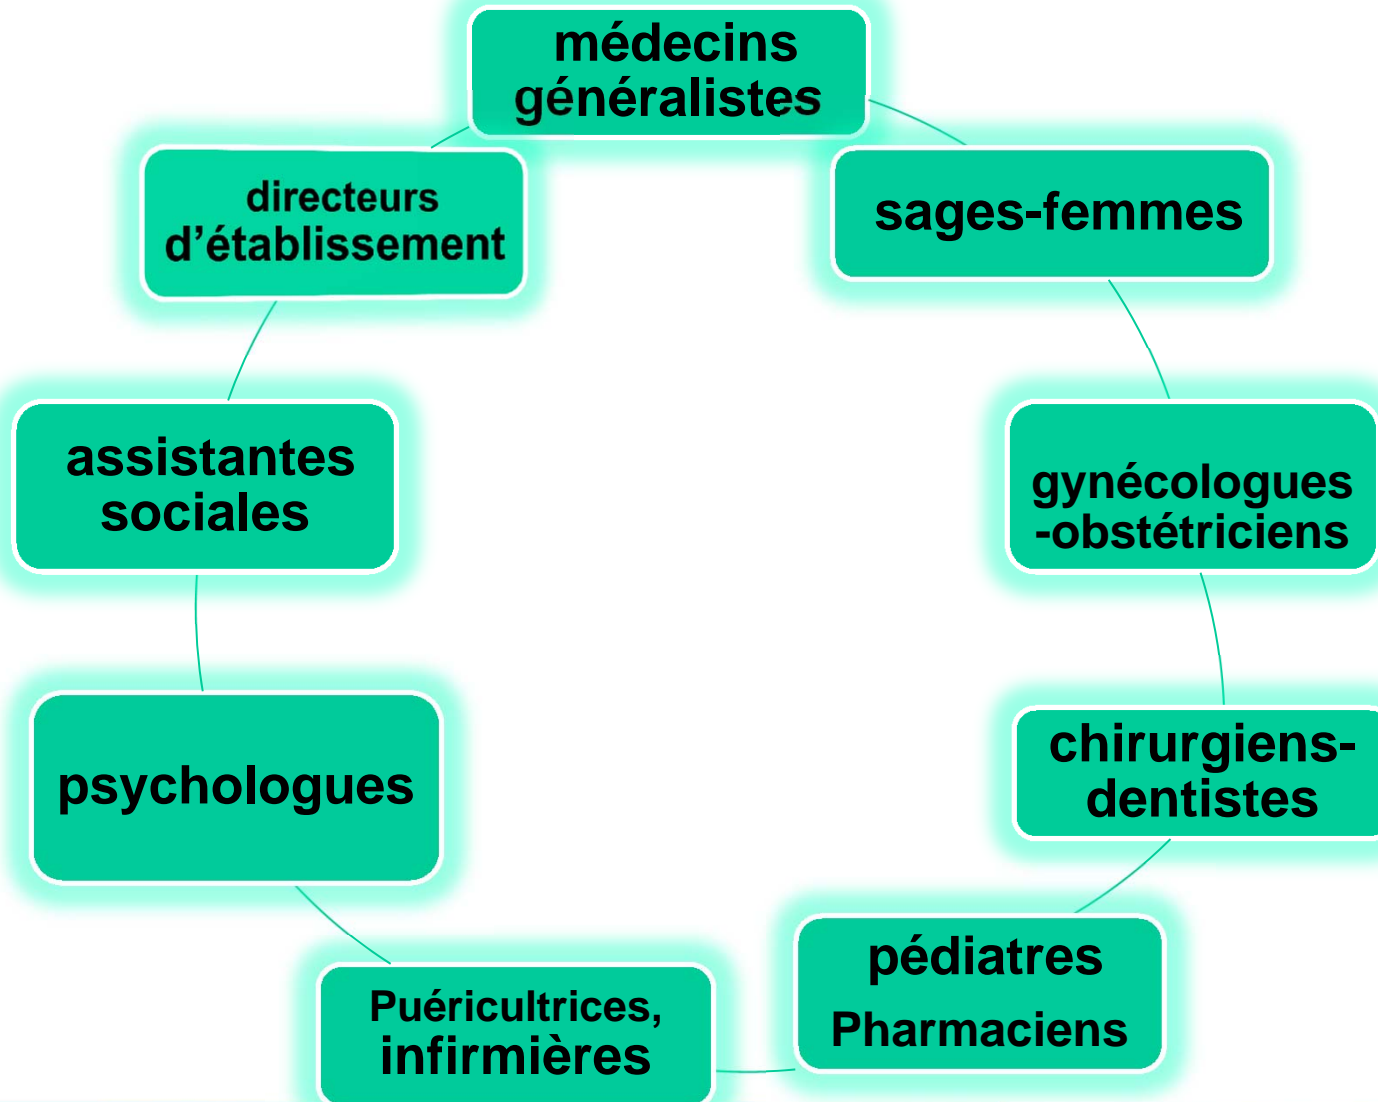 médecins
généralistes
sages-femmes
gynécologues
-obstétriciens
chirurgiens-
dentistes
pédiatres
Pharmaciens
Puéricultrices,
infirmières
psychologues
assistantes
sociales
directeurs
d’établissement